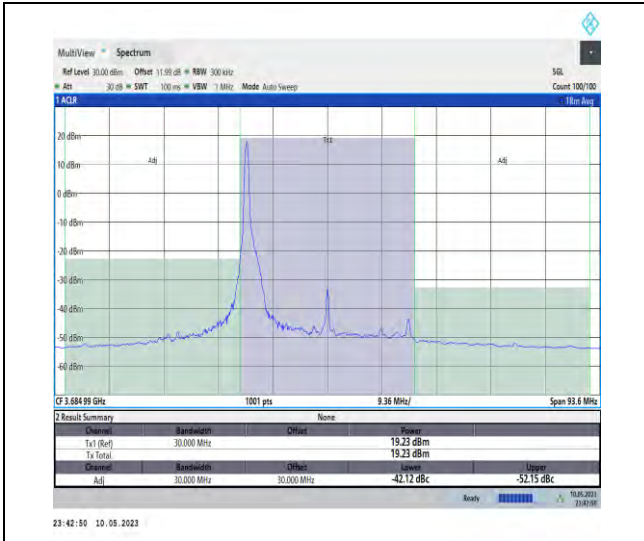 MultiView Spectrum
Ref Level 30.00 dBm Offset 11.99 dB RBW 300 kHz SGL
Att 30 dB SWT 100 ms VBW 1 MHz Mode Auto Sweep Count 100/100
1 ACLR 1Rm Avg
Tx1
20 dBm
Adj Adj
10 dBm
0 dBm
-10 dBm
-20 dBm
-30 dBm
-40 dBm
-50 dBm
-60 dBm
CF 3.684 99 GHz 1001 pts 9.36 MHz/ Span 93.6 MHz
2 Result Summary None
Channel Bandwidth Offset Power
Tx1 (Ref) 30.000 MHz 19.23 dBm
Tx Total 19.23 dBm
Channel Bandwidth Offset Lower Upper
Adj 30.000 MHz 30.000 MHz -42.12 dBc -52.15 dBc
Ready 10.05.2023
23:42:50
23:42:50 10.05.2023